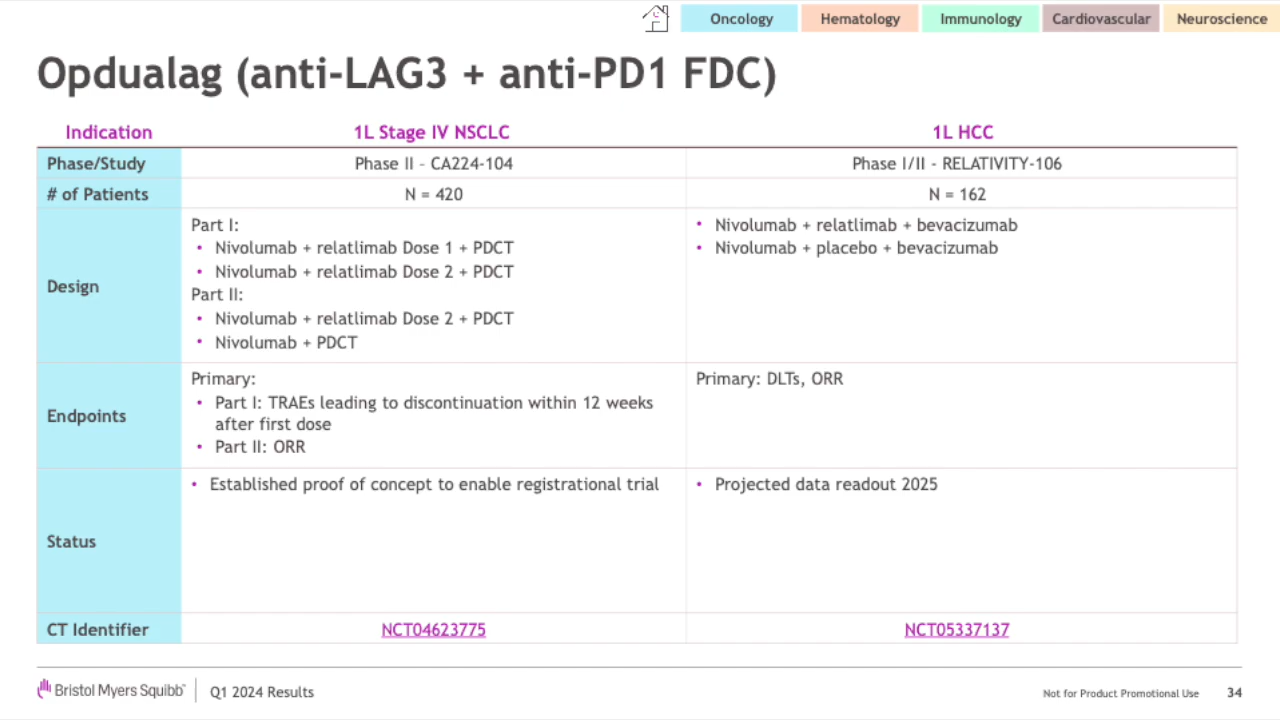 Oncology
Hematology
Immunology
Cardiovascular
Neuroscience
Opdualag (anti-LAG3 + anti-PD1 FDC)
Indication
1L Stage IV NSCLC
1L HCC
Phase/Study
Phase II – CA224-104
Phase I/II - RELATIVITY-106
# of Patients
N = 420
N = 162
Design
Part I:
• Nivolumab + relatlimab Dose 1 + PDCT
• Nivolumab + relatlimab Dose 2 + PDCT
Part II:
• Nivolumab + relatlimab Dose 2 + PDCT
• Nivolumab + PDCT
• Nivolumab + relatlimab + bevacizumab
• Nivolumab + placebo + bevacizumab
Endpoints
Primary:
• Part I: TRAEs leading to discontinuation within 12 weeks
after first dose
• Part II: ORR
Primary: DLTs, ORR
Status
• Established proof of concept to enable registrational trial
• Projected data readout 2025
CT Identifier
NCT04623775
NCT05337137
Bristol Myers Squibb™
Q1 2024 Results
Not for Product Promotional Use
34